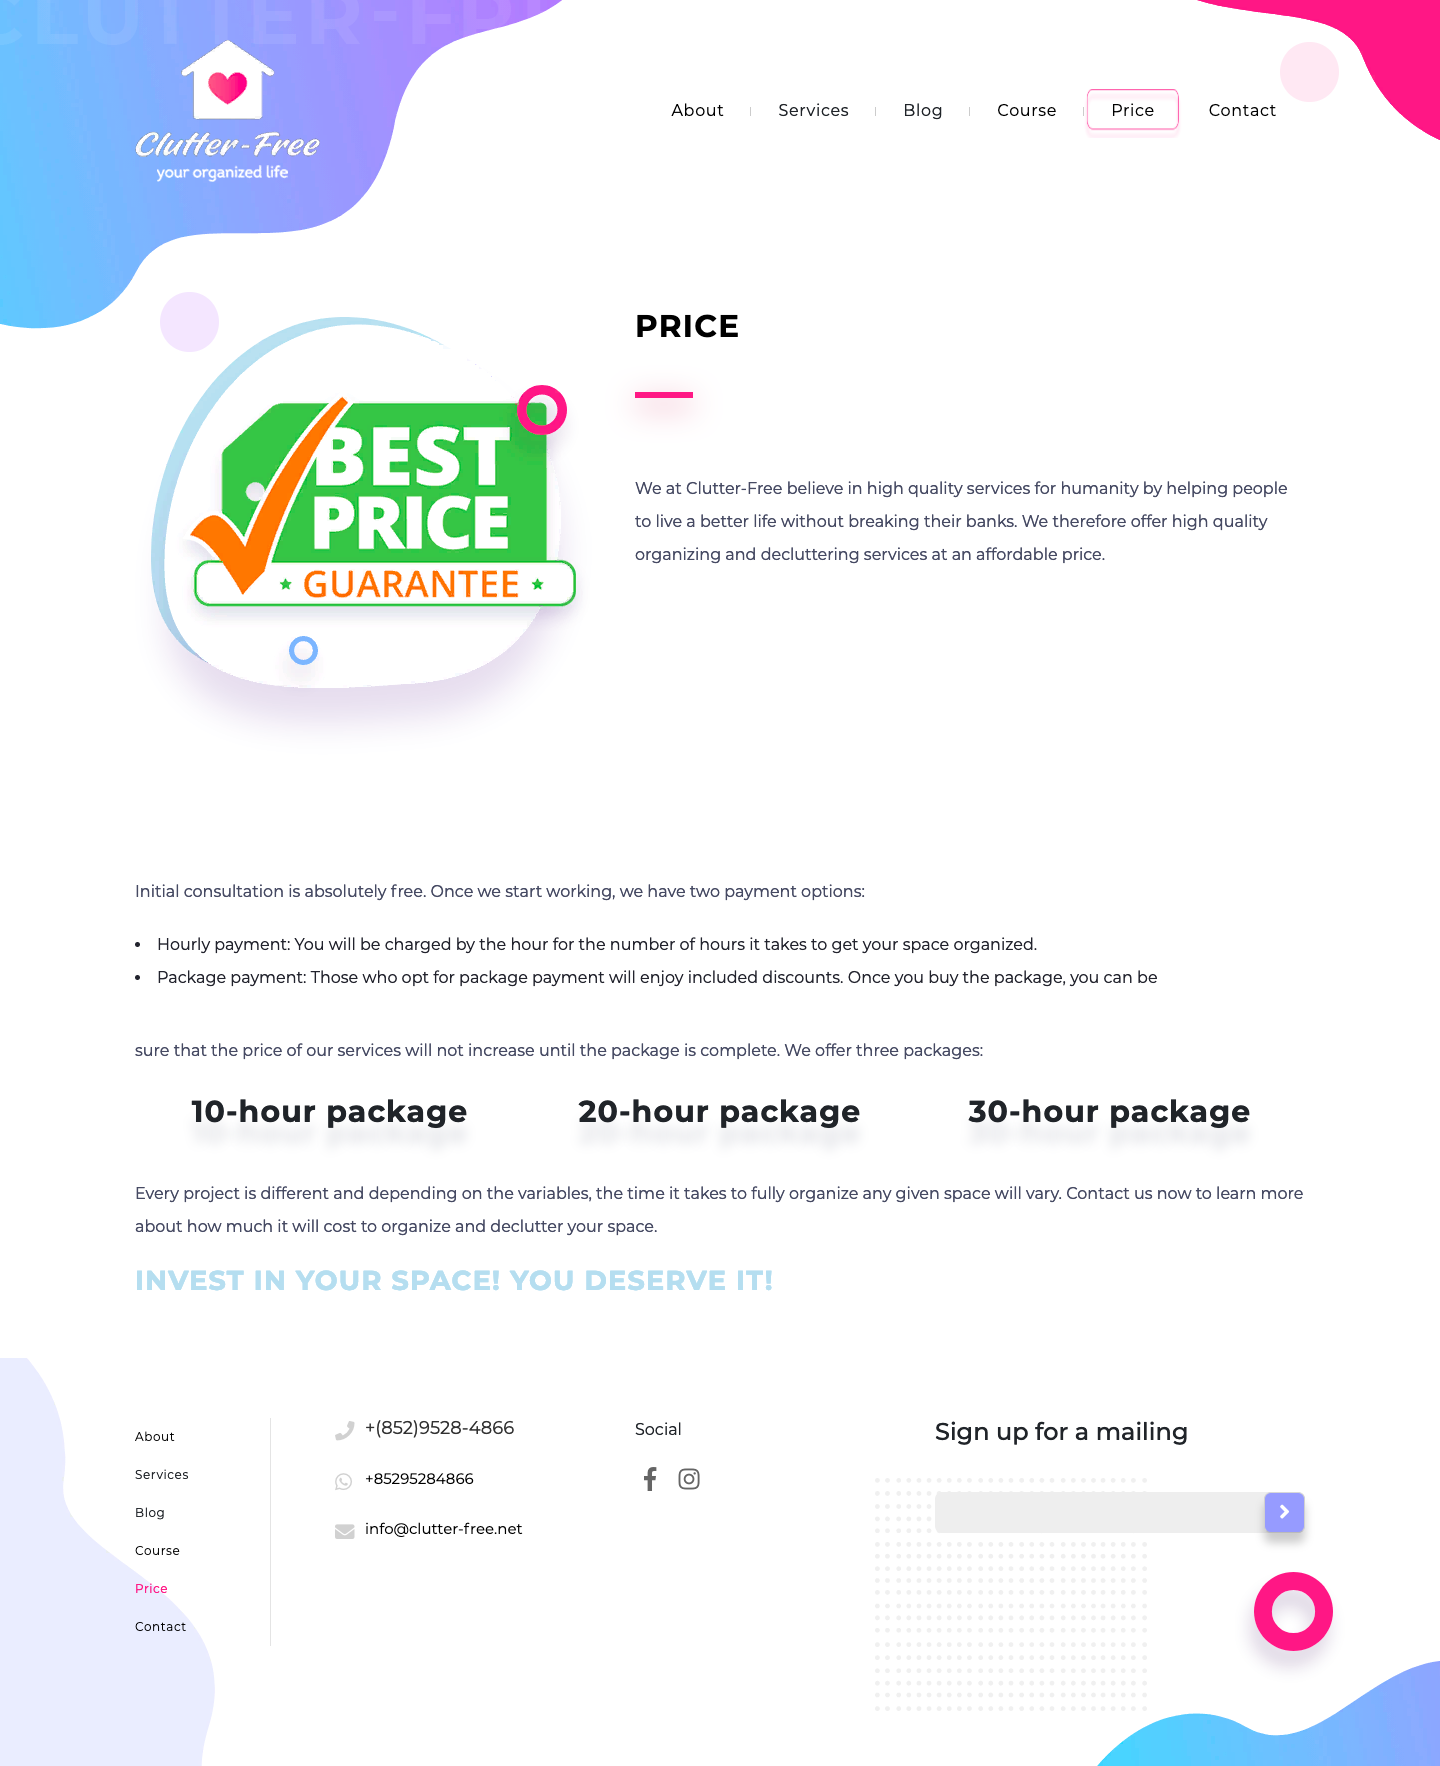 CLUTTER-FRE
Clutter-Free
your organized life
About
Services
Blog
Course
Price
Contact
PRICE
BEST
PRICE
GUARANTEE
We at Clutter-Free believe in high quality services for humanity by helping people
to live a better life without breaking their banks. We therefore offer high quality
organizing and decluttering services at an affordable price.
Initial consultation is absolutely free. Once we start working, we have two payment options:
• Hourly payment: You will be charged by the hour for the number of hours it takes to get your space organized.
• Package payment: Those who opt for package payment will enjoy included discounts. Once you buy the package, you can be
sure that the price of our services will not increase until the package is complete. We offer three packages:
10-hour package
20-hour package
30-hour package
Every project is different and depending on the variables, the time it takes to fully organize any given space will vary. Contact us now to learn more
about how much it will cost to organize and declutter your space.
INVEST IN YOUR SPACE! YOU DESERVE IT!
About
Services
Blog
Course
Price
Contact
+(852)9528-4866
+85295284866
info@clutter-free.net
Social
Sign up for a mailing